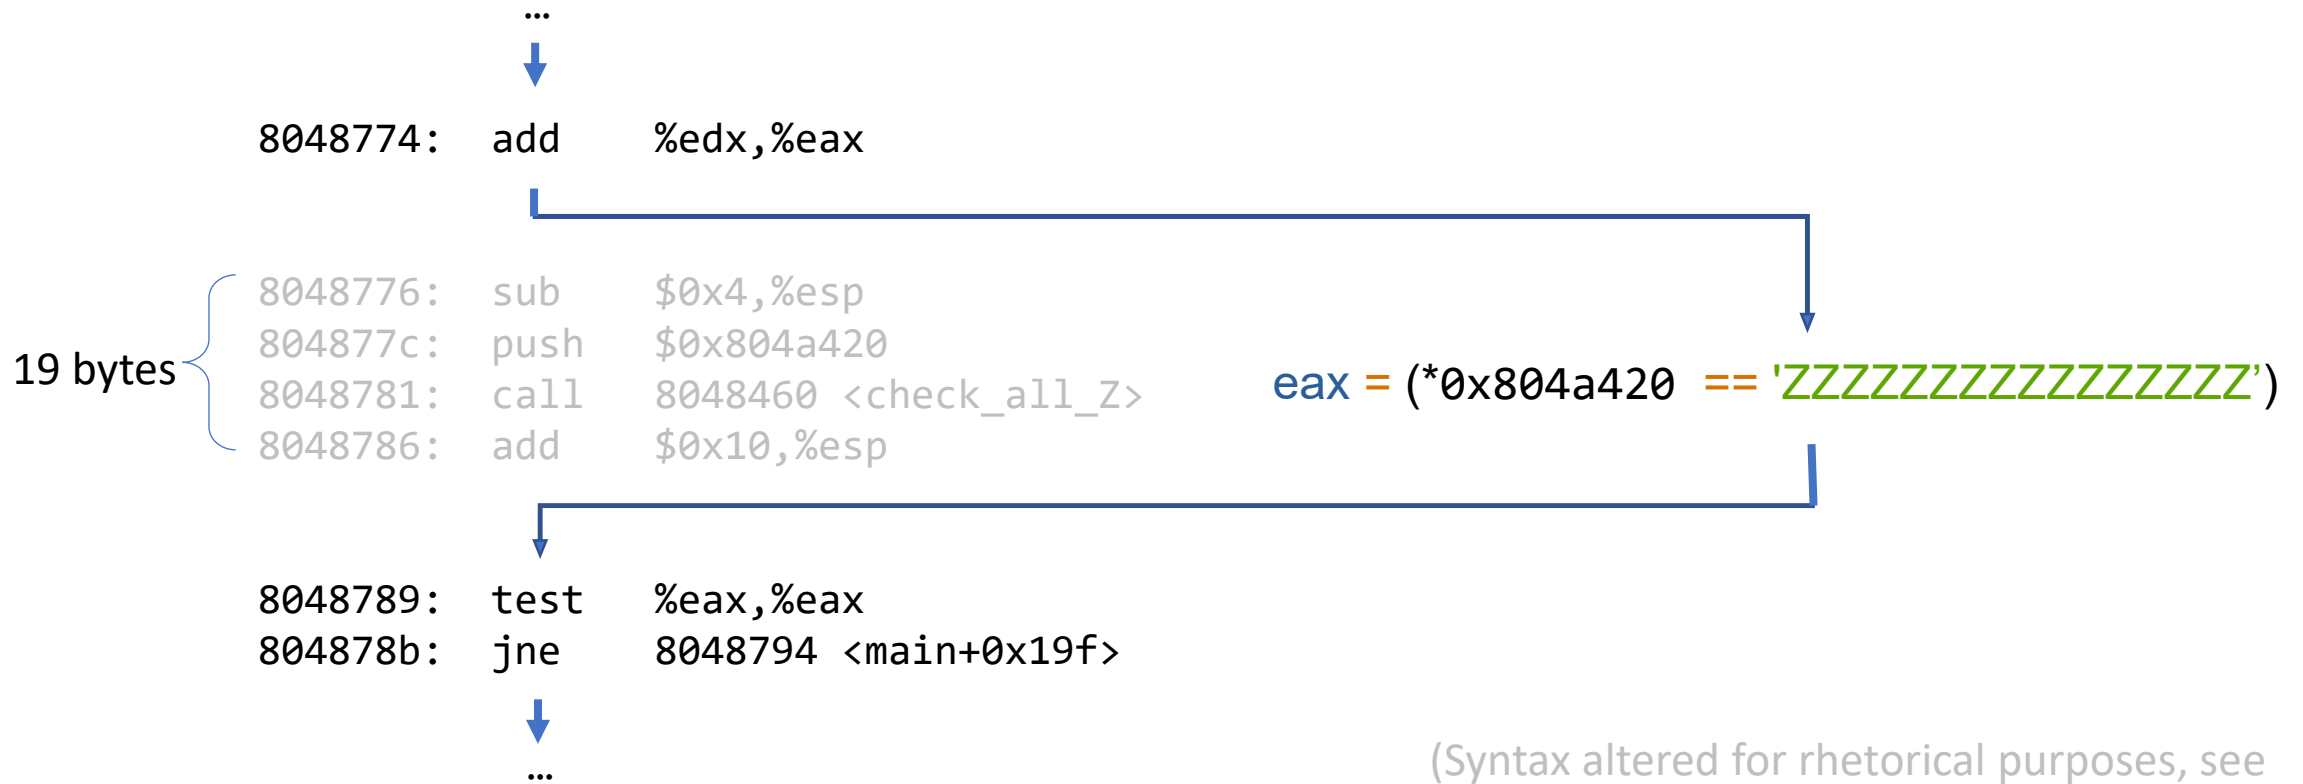 …
8048774: add %edx,%eax
8048776: sub $0x4,%esp
804877c: push $0x804a420
8048781: call 8048460 <check_all_Z>
8048786: add $0x10,%esp
19 bytes
eax = (*0x804a420 == 'ZZZZZZZZZZZZZZZZ')
8048789: test %eax,%eax
804878b: jne 8048794 <main+0x19f>
…
(Syntax altered for rhetorical purposes, see